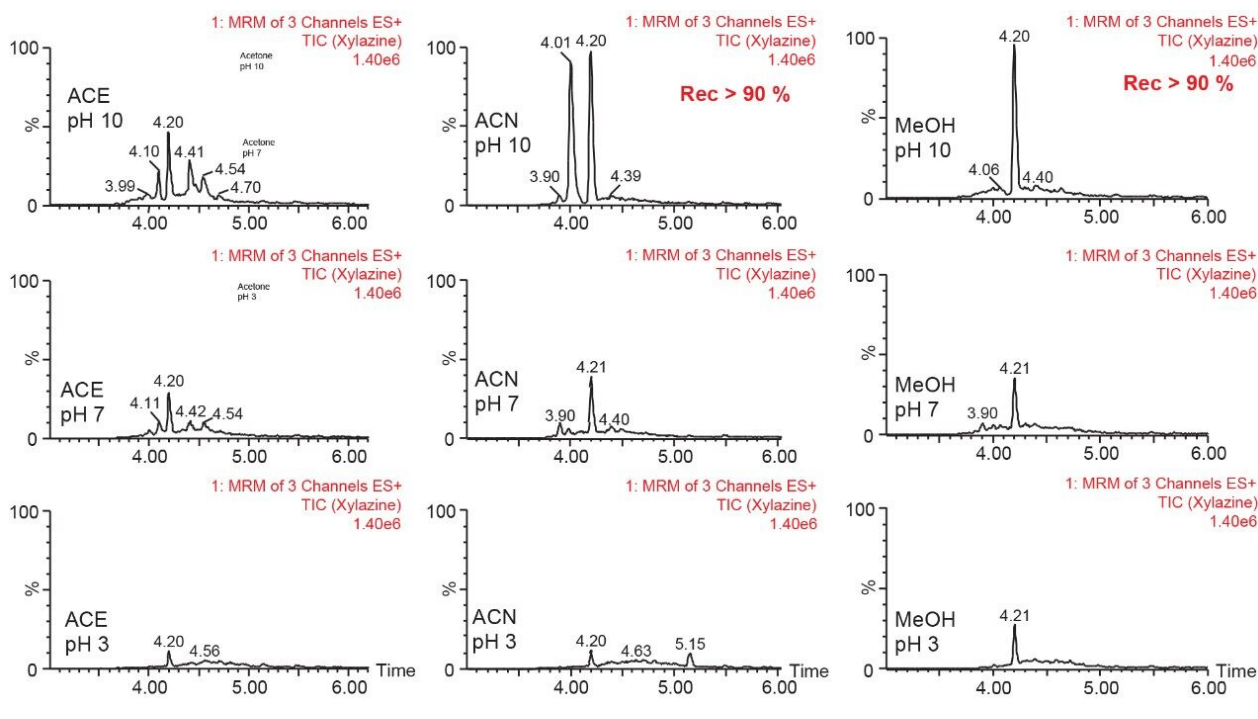 1: MRM of 3 Channels ES+
TIC (Xylazine)
1.40e6
Acetone
pH 10
Acetone
pH 7
ACE
pH 10
100
%
0
3.99
4.10
4.20
4.41
4.54
4.70
4.00
5.00
6.00
1: MRM of 3 Channels ES+
TIC (Xylazine)
1.40e6
Rec > 90 %
ACN
pH 10
100
%
0
3.90
4.01
4.20
4.39
4.00
5.00
6.00
1: MRM of 3 Channels ES+
TIC (Xylazine)
1.40e6
Rec > 90 %
MeOH
pH 10
100
%
0
4.06
4.20
4.40
4.00
5.00
6.00
1: MRM of 3 Channels ES+
TIC (Xylazine)
1.40e6
Acetone
pH 3
ACE
pH 7
100
%
0
4.11
4.20
4.42
4.54
4.00
5.00
6.00
1: MRM of 3 Channels ES+
TIC (Xylazine)
1.40e6
ACN
pH 7
100
%
0
3.90
4.21
4.40
4.00
5.00
6.00
1: MRM of 3 Channels ES+
TIC (Xylazine)
1.40e6
MeOH
pH 7
100
%
0
3.90
4.21
4.00
5.00
6.00
1: MRM of 3 Channels ES+
TIC (Xylazine)
1.40e6
ACE
pH 3
100
%
0
4.20
4.56
4.00
5.00
6.00
Time
1: MRM of 3 Channels ES+
TIC (Xylazine)
1.40e6
ACN
pH 3
100
%
0
4.20
4.63
5.15
4.00
5.00
6.00
1: MRM of 3 Channels ES+
TIC (Xylazine)
1.40e6
MeOH
pH 3
100
%
0
4.21
4.00
5.00
6.00
Time